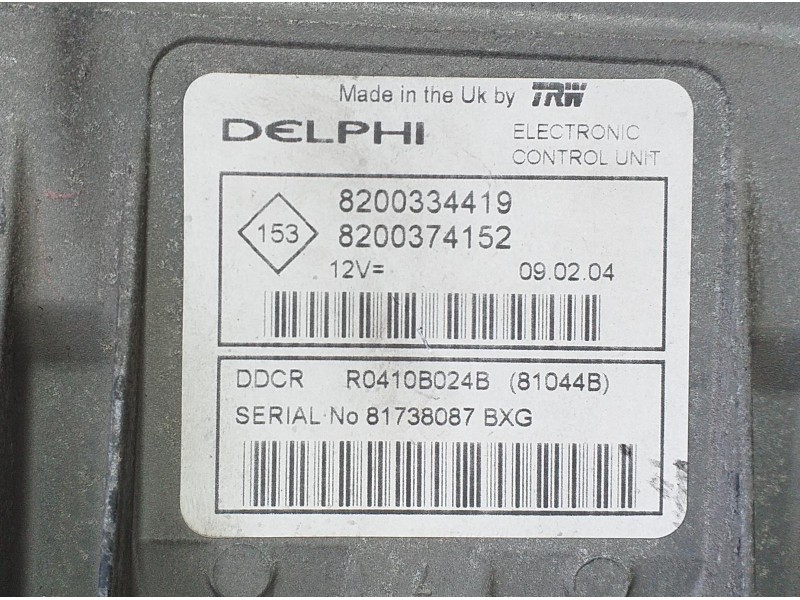 Made in the Uk by TRW
DELPHI
ELECTRONIC
CONTROL UNIT
153
8200334419
8200374152
12V=
09.02.04
DDCR R0410B024B (81044B)
SERIAL No 81738087 BXG